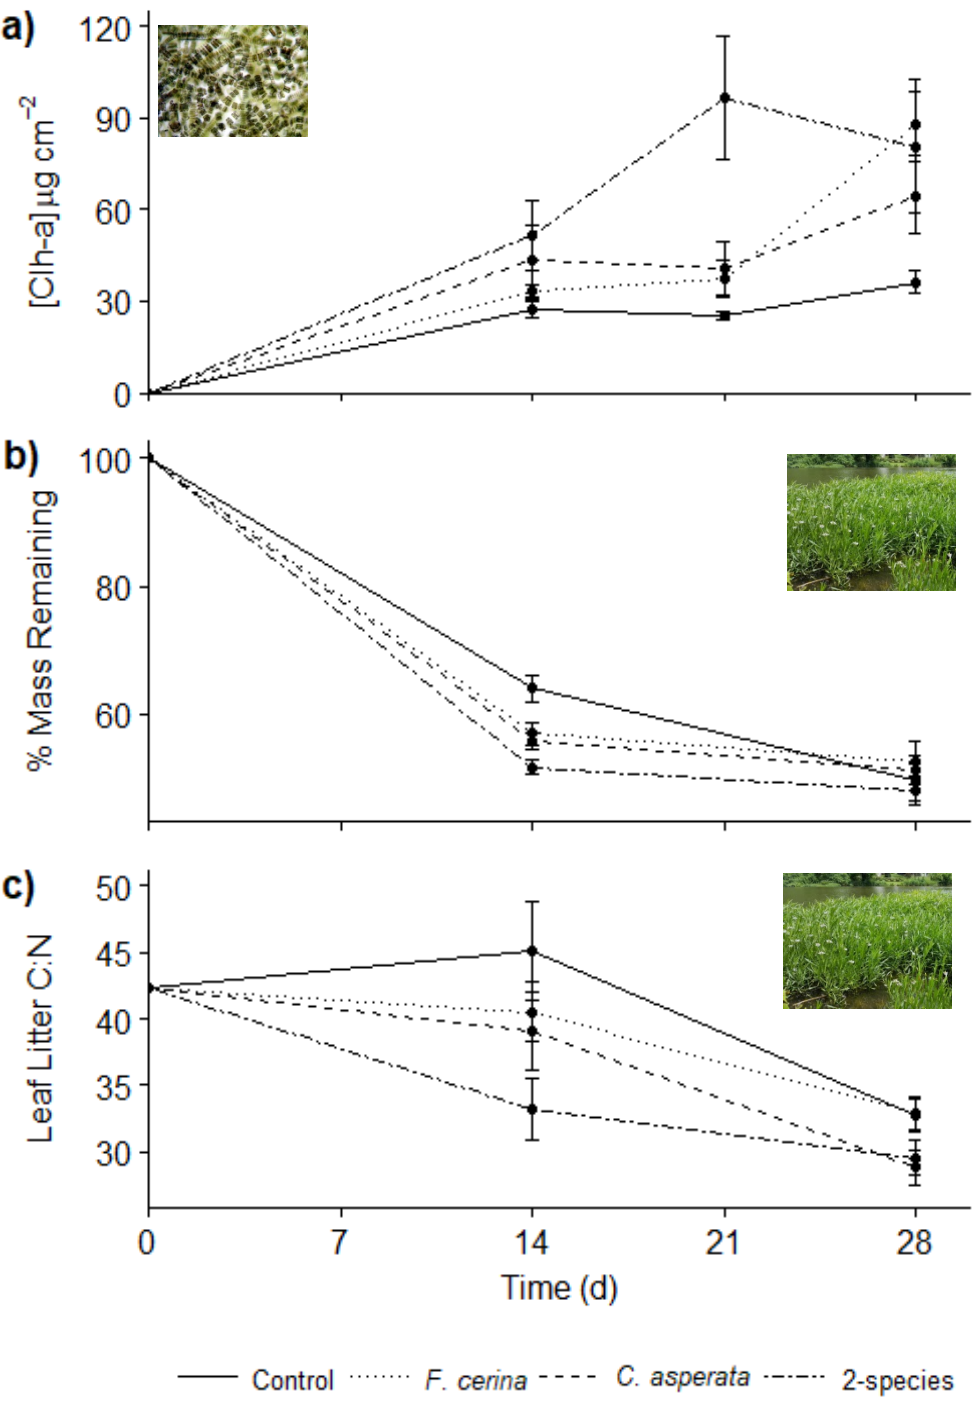 a)
120
90
60
30
0
[Clh-a] µg cm−2
b)
100
80
60
% Mass Remaining
c)
50
45
40
35
30
Leaf Litter C:N
0 7 14 21 28
Time (d)
Control F. cerina C. asperata 2-species